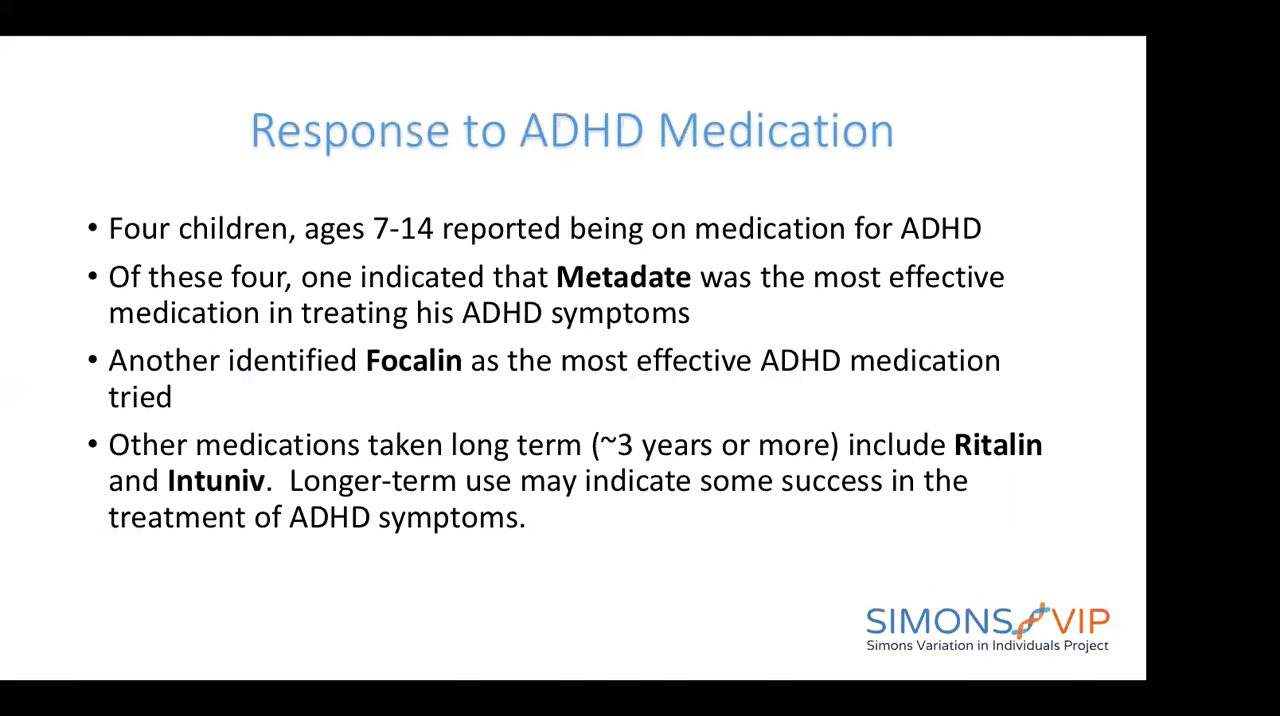 Response to ADHD Medication
• Four children, ages 7-14 reported being on medication for ADHD
• Of these four, one indicated that Metadate was the most effective
medication in treating his ADHD symptoms
• Another identified Focalin as the most effective ADHD medication
tried
• Other medications taken long term (~3 years or more) include Ritalin
and Intuniv.  Longer-term use may indicate some success in the
treatment of ADHD symptoms.
SIMONS VIP
Simons Variation in Individuals Project